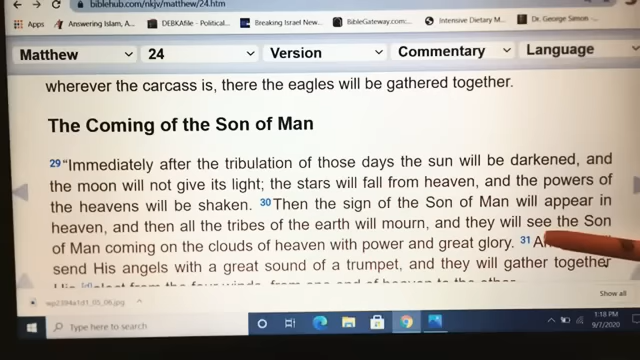 biblehub.com/nkjv/matthew/24.htm
Apps Answering Islam, A... DEBKAfile - Political... Breaking Israel New... BibleGateway.com: Intensive Dietary M... Dr. George Simon
Matthew 24 Version Commentary Language
wherever the carcass is, there the eagles will be gathered together.
The Coming of the Son of Man
29 “Immediately after the tribulation of those days the sun will be darkened, and
the moon will not give its light; the stars will fall from heaven, and the powers of
the heavens will be shaken. 30 Then the sign of the Son of Man will appear in
heaven, and then all the tribes of the earth will mourn, and they will see the Son
of Man coming on the clouds of heaven with power and great glory. 31
send His angels with a great sound of a trumpet, and they will gather together
Show all
Type here to search
1:18 PM
9/7/2020